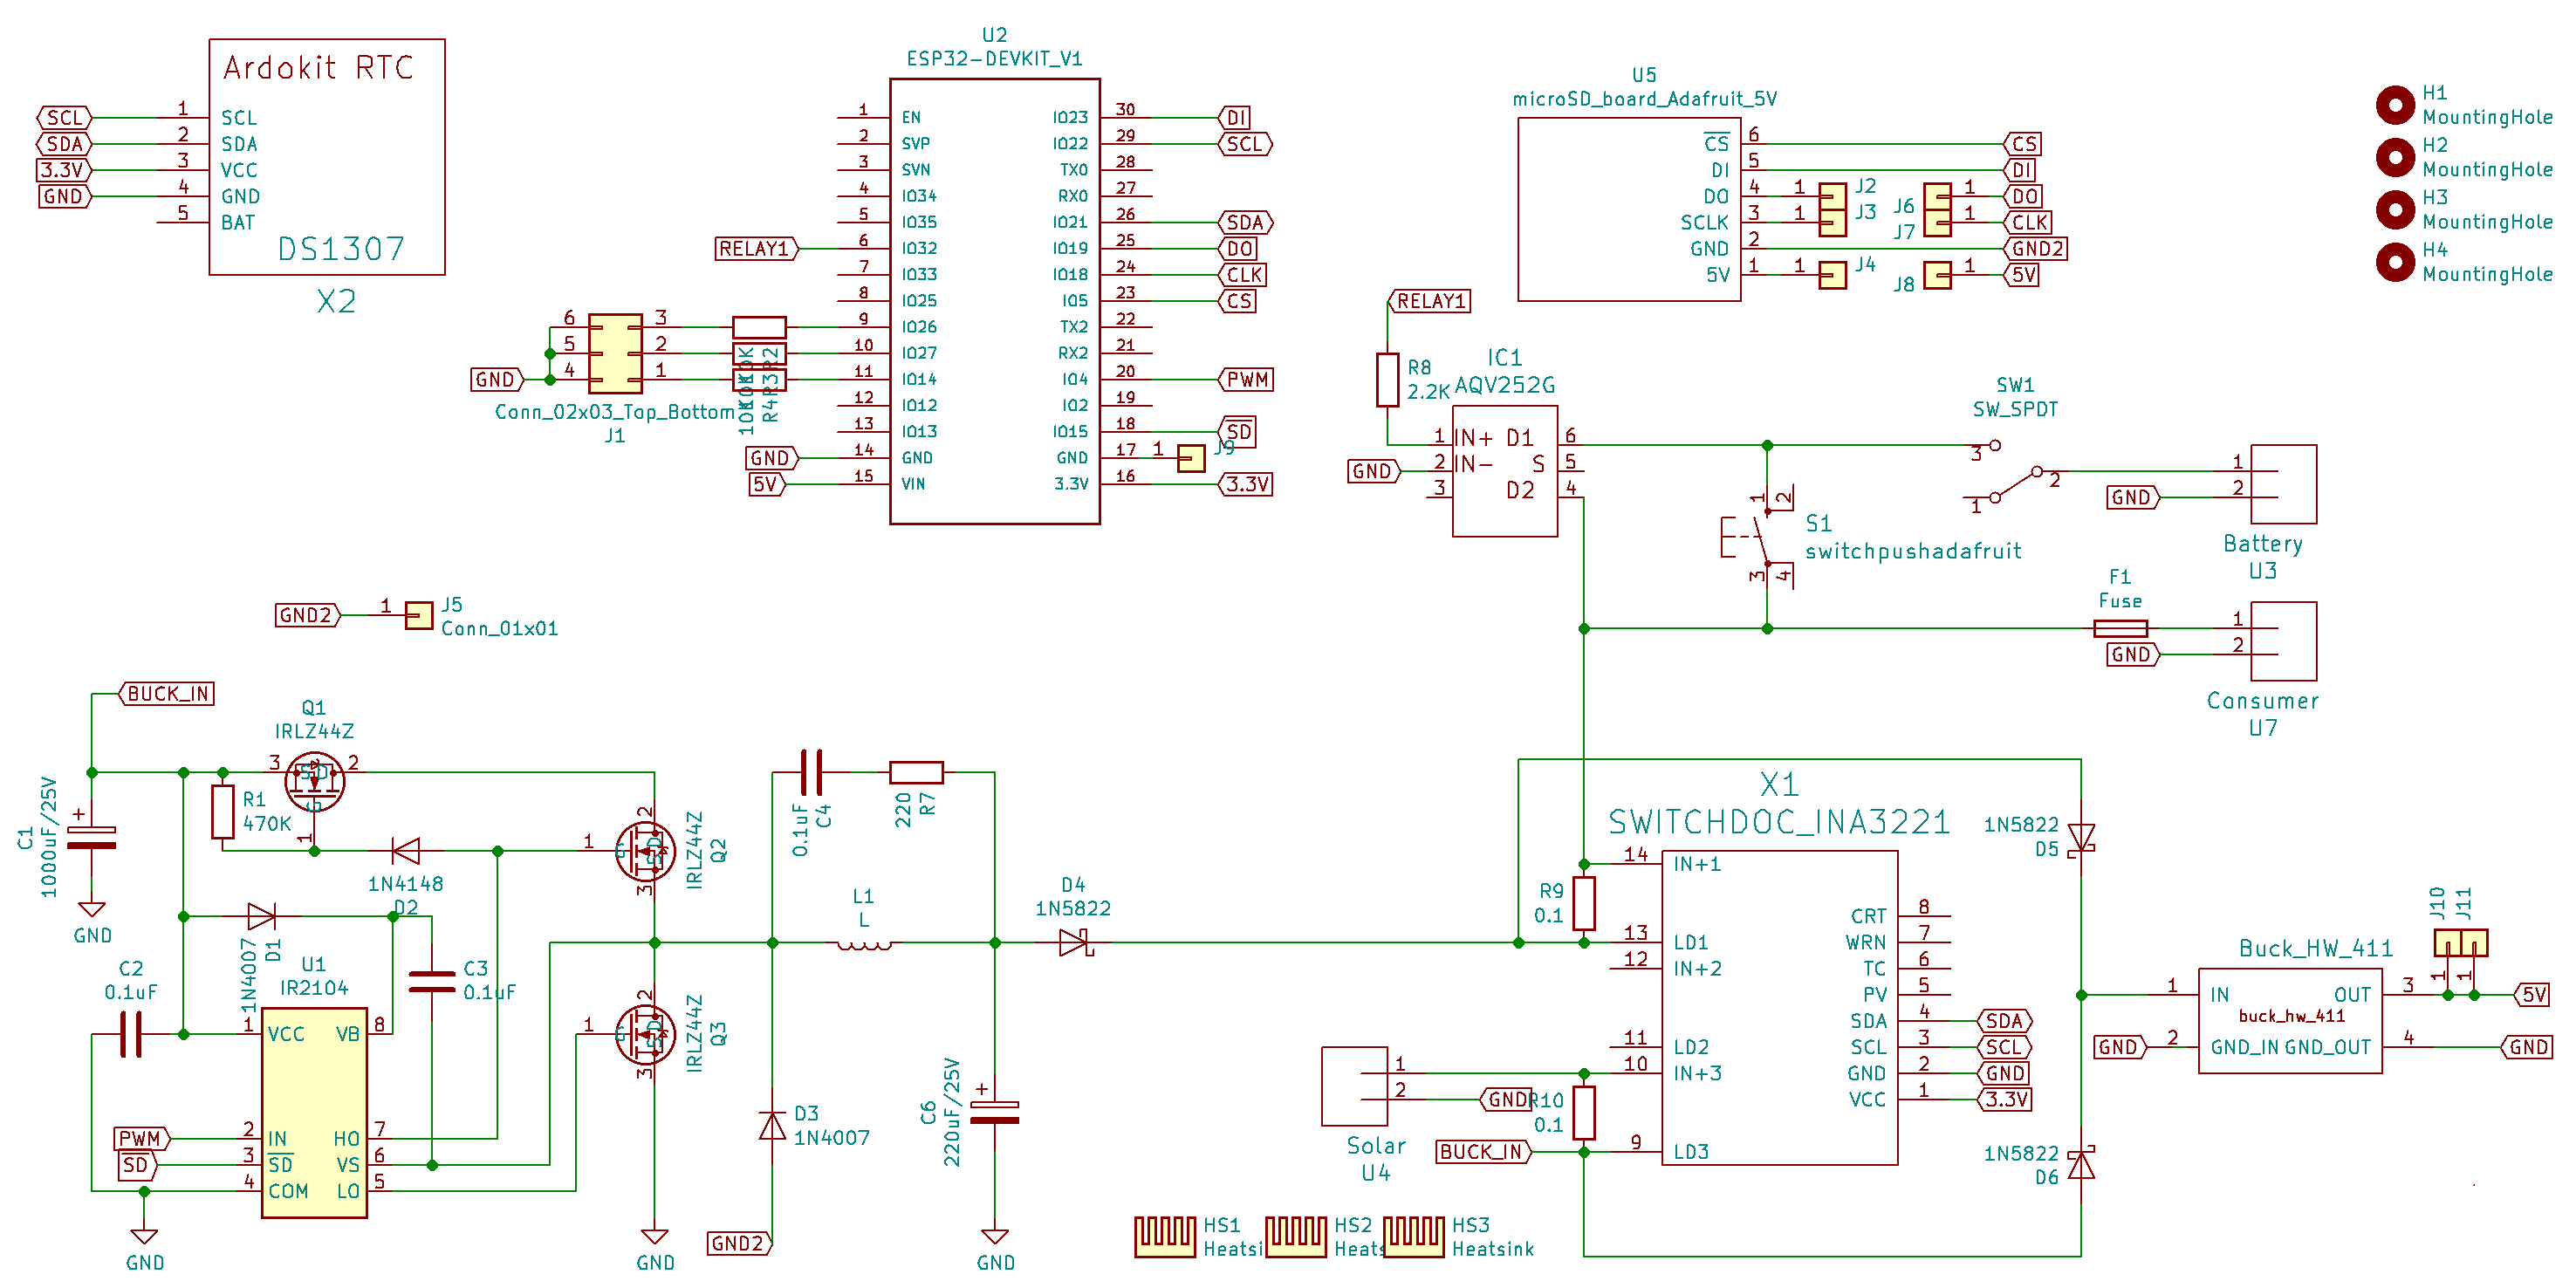 Ardokit RTC
SCL 1 SCL
SDA 2 SDA
3.3V 3 VCC
GND 4 GND
5 BAT
DS1307
X2
U2
ESP32-DEVKIT_V1
1 EN IO23 30 DI
2 SVP IO22 29 SCL
3 SVN TX0 28
4 IO34 RX0 27
5 IO35 IO21 26 SDA
RELAY1 6 IO32 IO19 25 DO
7 IO33 IO18 24 CLK
8 IO25 IO5 23 CS
6 3 9 IO26 TX2 22
5 2 10 IO27 RX2 21
GND 4 1 11 IO14 IO4 20 PWM
12 IO12 IO2 19
13 IO13 IO15 18 SD
GND 14 GND GND 17 1 J9
5V 15 VIN 3.3V 16 3.3V
R2
R3
10K R4
Conn_02x03_Top_Bottom
J1
U5
microSD_board_Adafruit_5V
CS 6 CS
DI 5 DI
DO 4 1 J2 J6 1 DO
SCLK 3 1 J3 J7 1 CLK
GND 2 GND2
5V 1 1 J4 J8 1 5V
H1
MountingHole
H2
MountingHole
H3
MountingHole
H4
MountingHole
RELAY1
R8
2.2K
IC1
AQV252G
1 IN+ D1 6
GND 2 IN- S 5
3 D2 4
SW1
SW_SPDT
3
2
1
1 2
3 4
S1
switchpushadafruit
1
GND 2
Battery
U3
F1
Fuse
1
GND 2
Consumer
U7
GND2 1 J5
Conn_01x01
BUCK_IN
Q1
IRLZ44Z
3 S D 2
G
1
C1
1000uF/25V
+
GND
R1
470K
1N4148
D2
1N4007
D1
C2
0.1uF
U1
IR2104
C3
0.1uF
1 VCC VB 8
PWM 2 IN HO 7
SD 3 SD VS 6
4 COM LO 5
GND
1 G 2 3
IRLZ44Z
Q2
1 G 2 3
IRLZ44Z
Q3
GND
0.1uF
C4
220
R7
L1
L
D3
1N4007
GND2
C6
220uF/25V
+
GND
D4
1N5822
X1
SWITCHDOC_INA3221
R9
0.1
14 IN+1
13 LD1
12 IN+2
11 LD2
10 IN+3
9 LD3
CRT 8
WRN 7
TC 6
PV 5
SDA 4 SDA
SCL 3 SCL
GND 2 GND
VCC 1 3.3V
1
2 GND
Solar
U4
R10
0.1
BUCK_IN
1N5822
D5
1N5822
D6
Buck_HW_411
1 IN OUT 3 5V
buck_hw_411
GND 2 GND_IN GND_OUT 4 GND
J10
J11
1 1
HS1
Heatsi
HS2
Heats
HS3
Heatsink